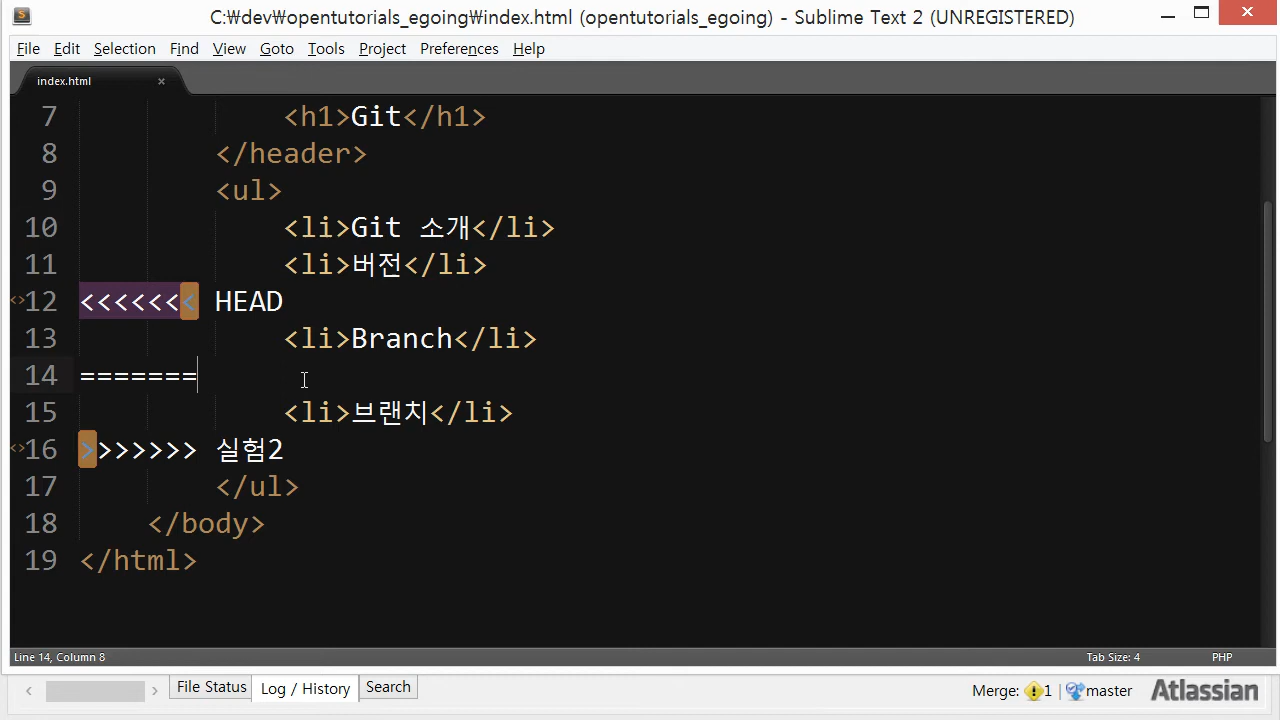 C:₩dev₩opentutorials_egoing₩index.html (opentutorials_egoing) - Sublime Text 2 (UNREGISTERED)
File Edit Selection Find View Goto Tools Project Preferences Help
index.html ×
7 <h1>Git</h1>
8 </header>
9 <ul>
10 <li>Git 소개</li>
11 <li>버전</li>
12 <<<<<<< HEAD
13 <li>Branch</li>
14 =======
15 <li>브랜치</li>
16 >>>>>>> 실험2
17 </ul>
18 </body>
19 </html>
Line 14, Column 8 Tab Size: 4 PHP
File Status Log / History Search Merge: 1 master Atlassian